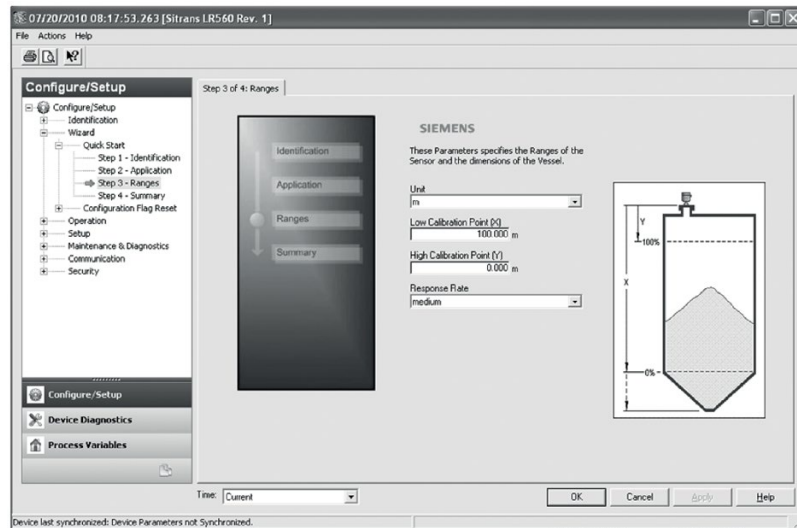 07/20/2010 08:17:53.263 [Sitrans LR560 Rev. 1]
File Actions Help
Configure/Setup
Configure/Setup
Identification
Wizard
Quick Start
Step 1 - Identification
Step 2 - Application
Step 3 - Ranges
Step 4 - Summary
Configuration Flag Reset
Operation
Setup
Maintenance & Diagnostics
Communication
Security
Configure/Setup
Device Diagnostics
Process Variables
Step 3 of 4: Ranges
Identification
Application
Ranges
Summary
SIEMENS
These Parameters specifies the Ranges of the
Sensor and the dimensions of the Vessel.
Unit
m
Low Calibration Point (X)
100.000 m
High Calibration Point (Y)
0.000 m
Response Rate
medium
Y
100%
X
0%
Time: Current
OK Cancel Apply Help
Device last synchronized: Device Parameters not Synchronized.